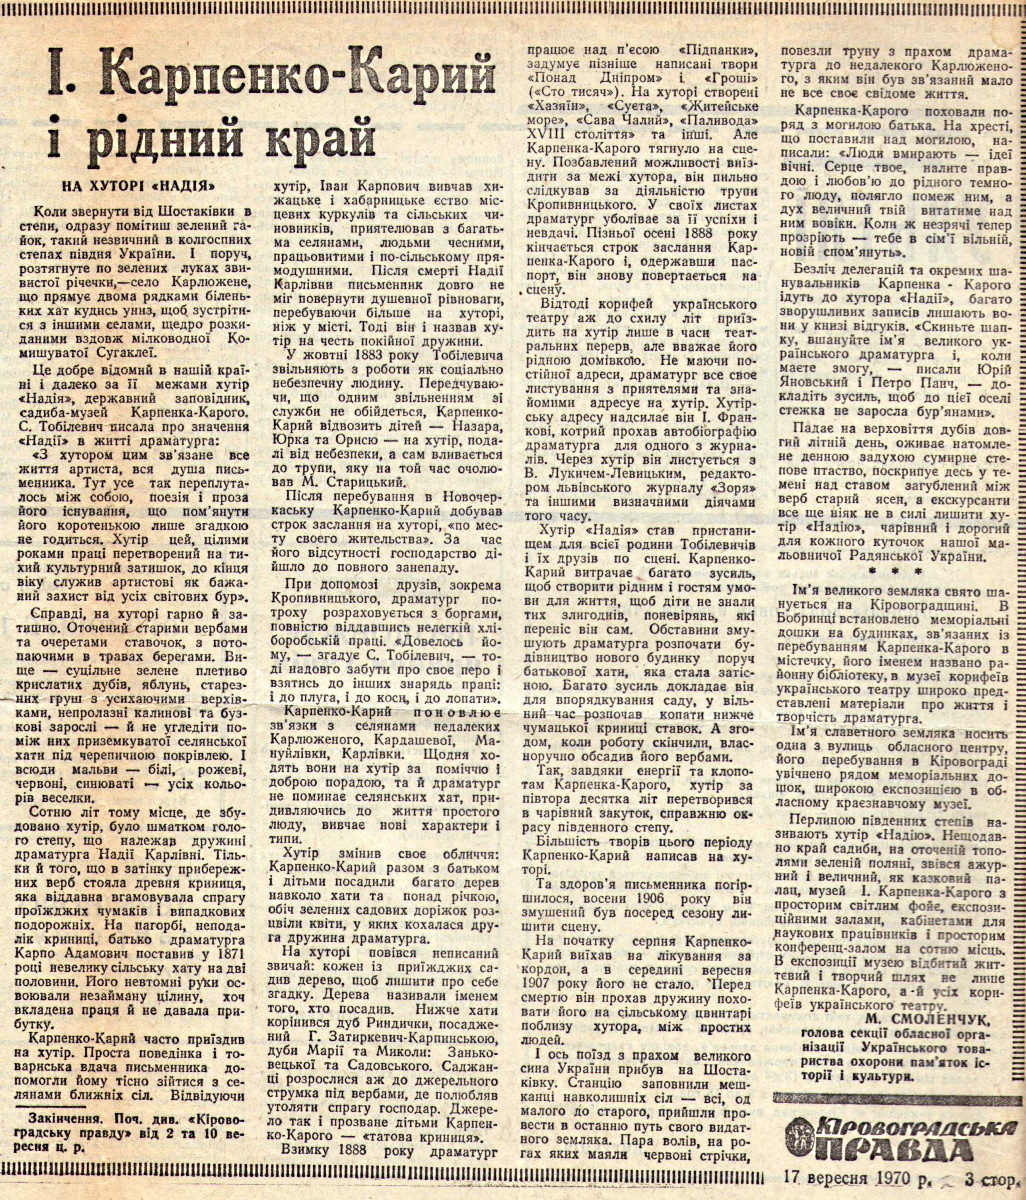 І. Карпенко-Карий
і рідний край
НА ХУТОРІ «НАДІЯ»
Коли звернути від Шостаківки в
степи, одразу помітиш зелений га-
йок, такий незвичний в колгоспних
степах півдня України. І поруч,
розтягнуте по зелених луках зви-
вистої річечки,—село Карлюжене,
що прямує двома рядками білень-
ких хат кудись униз, щоб зустріти-
ся з іншими селами, щедро розки-
даними вздовж мілководної Ко-
мишуватої Сугаклеї.
Це добре відомий в нашій краї-
ні і далеко за її межами хутір
«Надія», державний заповідник,
садиба-музей Карпенка-Карого.
С. Тобілевич писала про значення
«Надії» в житті драматурга:
«З хутором цим зв'язане все
життя артиста, вся душа пись-
менника. Тут усе так переплута-
лось між собою, поезія і проза
його існування, що пом'янути
його коротенькою лише згадкою
не годиться. Хутір цей, цілими
роками праці перетворений на ти-
хий культурний затишок, до кінця
віку служив артистові як бажа-
ний захист від усіх світових бур».
Справді, на хуторі гарно й за-
тишно. Оточений старими вербами
та очеретами ставочок, з пото-
паючими в травах берегами. Ви-
ще — суцільне зелене плетиво
крислатих дубів, яблунь, старез-
них груш з усихаючими верхів-
ками, непролазні калинові та буз-
кові зарослі — й не угледіти по-
між них приземкуватої селянської
хати під черепичною покрівлею. І
всюди мальви — білі, рожеві,
червоні, синюваті — усіх кольо-
рів веселки.
Сотню літ тому місце, де збу-
довано хутір, було шматком голо-
го степу, що належав дружині
драматурга Надії Карлівні. Тіль-
ки й того, що в затінку прибереж-
них верб стояла древня криниця,
яка віддавна вгамовувала спрагу
проїжджих чумаків і випадкових
подорожніх. На пагорбі, непода-
лік криниці, батько драматурга
Карпо Адамович поставив у 1871
році невелику сільську хату на дві
половини. Його невтомні руки ос-
воювали незайману цілину, хоч
вкладена праця й не давала при-
бутку.
Карпенко-Карий часто приїздив
на хутір. Проста поведінка і то-
вариська вдача письменника до-
помогли йому тісно зійтися з се-
лянами ближніх сіл. Відвідуючи
Закінчення. Поч. див. «Кірово-
градську правду» від 2 та 10 ве-
ресня ц. р.
хутір, Іван Карпович вивчав хи-
жацьке і хабарницьке єство міс-
цевих куркулів та сільських чи-
новників, приятелював з багать-
ма селянами, людьми чесними,
працьовитими і по-сільському пря-
модушними. Після смерті Надії
Карлівни письменник довго не
міг повернути душевної рівноваги,
перебуваючи більше на хуторі,
ніж у місті. Тоді він і назвав ху-
тір на честь покійної дружини.
У жовтні 1883 року Тобілевича
звільняють з роботи як соціально
небезпечну людину. Передчуваю-
чи, що одним звільненням зі
служби не обійдеться, Карпенко-
Карий відвозить дітей — Назара,
Юрка та Орисю — на хутір, пода-
лі від небезпеки, а сам вливається
до трупи, яку на той час очолю-
вав М. Старицький.
Після перебування в Новочер-
каську Карпенко-Карий добував
строк заслання на хуторі, «по мес-
ту своего жительства». За час
його відсутності господарство ді-
йшло до повного занепаду.
При допомозі друзів, зокрема
Кропивницького, драматург по-
троху розраховується з боргами,
повністю віддавшись нелегкій хлі-
боробській праці. «Довелось йо-
му, — згадує С. Тобілевич, — то-
ді надовго забути про своє перо і
взятись до інших знарядь праці:
і до плуга, і до коси, і до лопати».
Карпенко-Карий поновлює
зв'язки з селянами недалеких
Карлюженого, Кардашевої, Ма-
нуйлівки, Карлівки. Щодня хо-
дять вони на хутір за поміччю і
доброю порадою, та й драматург
не поминає селянських хат, при-
дивляючись до життя простого
люду, вивчає нові характери і
типи.
Хутір змінив своє обличчя:
Карпенко-Карий разом з батьком
і дітьми посадили багато дерев
навколо хати та понад річкою,
обіч зелених садових доріжок роз-
цвіли квіти, у яких кохалася дру-
га дружина драматурга.
На хуторі повівся неписаний
звичай: кожен із приїжджих са-
див дерево, щоб лишити про себе
згадку. Дерева називали іменем
того, хто посадив. Нижче хати
корінився дуб Риндички, посадже-
ний Г. Затиркевич-Карпинською,
дуби Марії та Миколи: Занько-
вецької та Садовського. Саджан-
ці розрослися аж до джерельного
струмка під вербами, де полюбляв
утоляти спрагу господар. Джере-
ло так і прозване дітьми Карпен-
ко-Карого — «татова криниця».
Взимку 1888 року драматург
працює над п'єсою «Підпанки»,
задумує пізніше написані твори
«Понад Дніпром» і «Гроші»
(«Сто тисяч»). На хуторі створені
«Хазяїн», «Суєта», «Житейське
море», «Сава Чалий», «Паливода»
XVIII століття» та інші. Але
Карпенка-Карого тягнуло на сце-
ну. Позбавлений можливості виїз-
дити за межі хутора, він пильно
слідкував за діяльністю трупи
Кропивницького. У своїх листах
драматург уболіває за її успіхи і
невдачі. Пізньої осені 1888 року
кінчається строк заслання Кар-
пенка-Карого і, одержавши пас-
порт, він знову повертається на
сцену.
Відтоді корифей українського
театру аж до схилу літ приїз-
дить на хутір лише в часи теат-
ральних перерв, але вважає його
рідною домівкою. Не маючи по-
стійної адреси, драматург все своє
листування з приятелями та зна-
йомими адресує на хутір. Хутір-
ську адресу надсилає він І. Фран-
кові, котрий прохав автобіографію
драматурга для одного з журна-
лів. Через хутір він листується з
В. Лукичем-Левицьким, редакто-
ром львівського журналу «Зоря»
та іншими визначними діячами
того часу.
Хутір «Надія» став пристани-
щем для всієї родини Тобілевичів
і їх друзів по сцені. Карпенко-
Карий витрачає багато зусиль,
щоб створити рідним і гостям умо-
ви для життя, щоб діти не знали
тих злигоднів, поневірянь, які
переніс він сам. Обставини зму-
шують драматурга розпочати бу-
дівництво нового будинку поруч
батькової хати, яка стала затіс-
ною. Багато зусиль докладає він
для впорядкування саду, у віль-
ний час розпочав копати нижче
чумацької криниці ставок. А зго-
дом, коли роботу скінчили, влас-
норучно обсадив його вербами.
Так, завдяки енергії та клопо-
там Карпенка-Карого, хутір за
півтора десятка літ перетворився
в чарівний закуток, справжню ок-
расу південного степу.
Більшість творів цього періоду
Карпенко-Карий написав на ху-
торі.
Та здоров'я письменника погір-
шилося, восени 1906 року він
змушений був посеред сезону ли-
шити сцену.
На початку серпня Карпенко-
Карий виїхав на лікування за
кордон, а в середині вересня
1907 року його не стало. Перед
смертю він прохав дружину похо-
вати його на сільському цвинтарі
поблизу хутора, між простих
людей.
І ось поїзд з прахом великого
сина України прибув на Шоста-
ківку. Станцію заповнили меш-
канці навколишніх сіл — всі, од
малого до старого, прийшли про-
вести в останню путь свого видат-
ного земляка. Пара волів, на ро-
гах яких маяли червоні стрічки,
повезли труну з прахом драма-
турга до недалекого Карлюжено-
го, з яким він був зв'язаний мало
не все своє свідоме життя.
Карпенка-Карого поховали по-
ряд з могилою батька. На хресті,
що поставили над могилою, на-
писали: «Люди вмирають — ідеї
вічні. Серце твоє, налите прав-
дою і любов'ю до рідного темно-
го люду, полягло помеж ним, а
дух величний твій витатиме над
ним вовіки. Коли ж незрячі тепер
прозріють — тебе в сім'ї вільній,
новій спом'януть».
Безліч делегацій та окремих ша-
нувальників Карпенка - Карого
ідуть до хутора «Надії», багато
зворушливих записів лишають во-
ни у книзі відгуків. «Скиньте шап-
ку, вшануйте ім'я великого ук-
раїнського драматурга і, коли
маєте змогу, — писали Юрій
Яновський і Петро Панч, — до-
кладіть зусиль, щоб до цієї оселі
стежка не заросла бур'янами».
Падає на верховіття дубів дов-
гий літній день, оживає натомле-
не денною задухою сумирне сте-
пове птаство, поскрипує десь у те-
мені над ставом загублений між
верб старий ясен, а екскурсанти
все ще ніяк не в силі лишити ху-
тір «Надію», чарівний і дорогий
для кожного куточок нашої ма-
льовничої Радянської України.
* * *
Ім'я великого земляка свято ша-
нується на Кіровоградщині. В
Бобринці встановлено меморіальні
дошки на будинках, зв'язаних із
перебуванням Карпенка-Карого в
містечку, його іменем названо ра-
йонну бібліотеку, в музеї корифеїв
українського театру широко пред-
ставлені матеріали про життя і
творчість драматурга.
Ім'я славетного земляка носить
одна з вулиць обласного центру,
його перебування в Кіровограді
увічнено рядом меморіальних до-
шок, широкою експозицією в об-
ласному краєзнавчому музеї.
Перлиною південних степів на-
зивають хутір «Надію». Нещодав-
но край садиби, на оточеній топо-
лями зеленій поляні, звівся ажур-
ний і величний, як казковий па-
лац, музей І. Карпенка-Карого з
просторим світлим фойє, експози-
ційними залами, кабінетами для
наукових працівників і просторим
конференц-залом на сотню місць.
В експозиції музею відбитий жит-
тєвий і творчий шлях не лише
Карпенка-Карого, а й усіх кори-
феїв українського театру.
М. СМОЛЕНЧУК,
голова секції обласної орга-
нізації Українського това-
риства охорони пам'яток іс-
торії і культури.
КІРОВОГРАДСЬКА
ПРАВДА
17 вересня 1970 р. 3 стор.